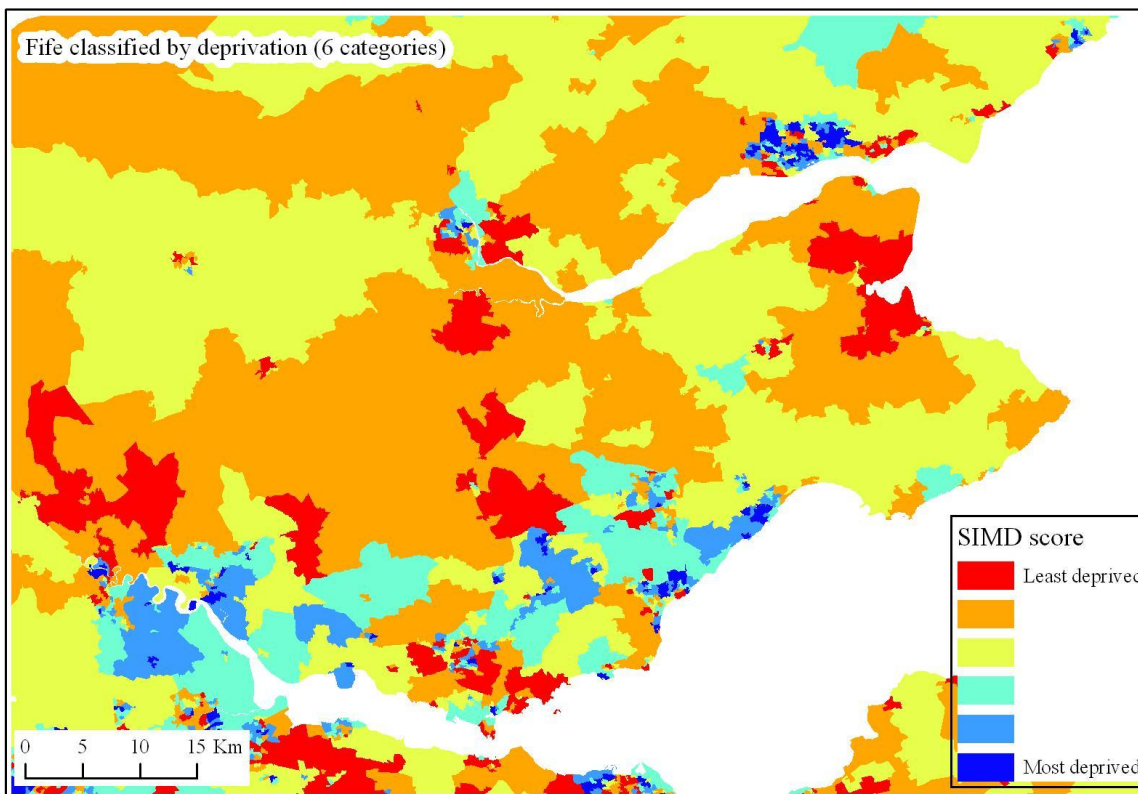 Fife classified by deprivation (6 categories)
SIMD score
Least deprived
Most deprived
0 5 10 15 Km